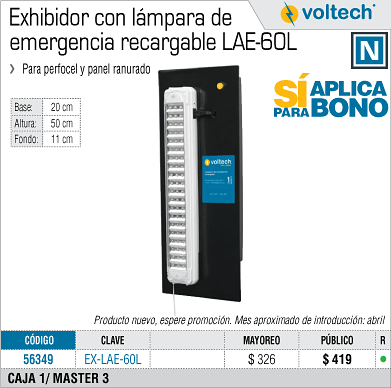 Exhibidor con lámpara de
emergencia recargable LAE-60L
voltech®
N
❯ Para perfocel y panel ranurado
SÍ APLICA
PARA BONO
Base: 20 cm
Altura: 50 cm
Fondo: 11 cm
voltech
Producto nuevo, espere promoción. Mes aproximado de introducción: abril
CÓDIGO CLAVE MAYOREO PÚBLICO R
56349 EX-LAE-60L $ 326 $ 419
CAJA 1/ MASTER 3